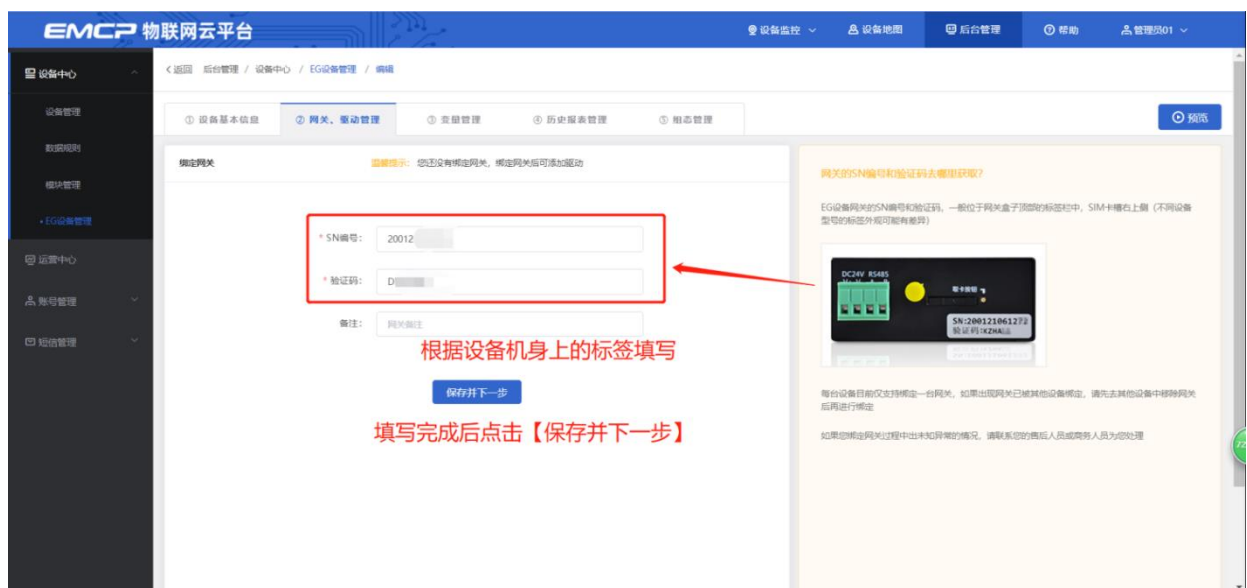 EMCP 物联网云平台
设备监控
设备地图
后台管理
帮助
管理员01
设备中心
设备管理
数据规则
模块管理
•EG设备管理
运营中心
账号管理
短信管理
<返回 后台管理 / 设备中心 / EG设备管理 / 编辑
① 设备基本信息
② 网关、驱动管理
③ 变量管理
④ 历史报表管理
⑤ 组态管理
预览
绑定网关
温馨提示: 您还没有绑定网关，绑定网关后可添加驱动
* SN编号: 20012
* 验证码: D
备注: 网关备注
根据设备机身上的标签填写
保存并下一步
填写完成后点击【保存并下一步】
网关的SN编号和验证码去哪里获取?
EG设备网关的SN编号和验证码，一般位于网关盒子顶部的标签栏中，SIM卡槽右上侧（不同设备
型号的标签外观可能有差异）
DC24V RS485
V+ V- A B
取卡按钮
SN:200121061272
验证码:XZHA
每台设备目前仅支持绑定一台网关，如果出现网关已被其他设备绑定，请先去其他设备中移除网关
后再进行绑定
如果您绑定网关过程中出未知异常的情况，请联系您的售后人员或商务人员为您处理
72